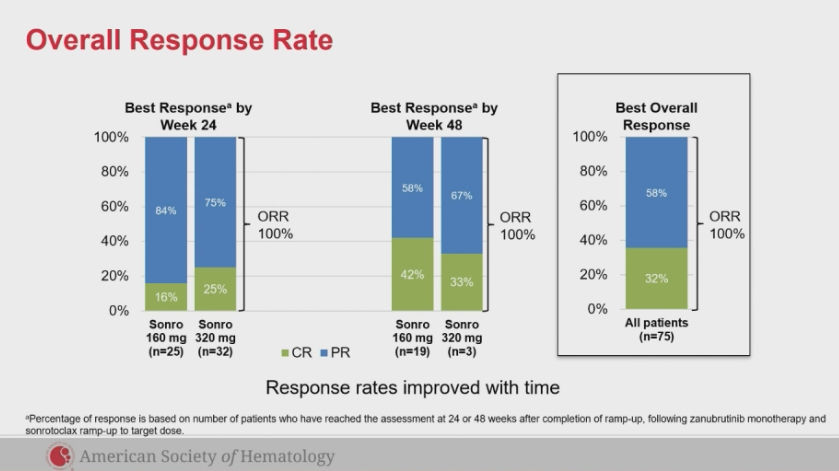 Overall Response Rate
Best Responseᵃ by
Week 24
100%
80%
60%
40%
20%
0%
84%
16%
75%
25%
ORR
100%
Sonro
160 mg
(n=25)
Sonro
320 mg
(n=32)
CR PR
Best Responseᵃ by
Week 48
58%
42%
67%
33%
ORR
100%
Sonro
160 mg
(n=19)
Sonro
320 mg
(n=3)
Best Overall
Response
100%
80%
60%
40%
20%
0%
58%
32%
ORR
100%
All patients
(n=75)
Response rates improved with time
ᵃPercentage of response is based on number of patients who have reached the assessment at 24 or 48 weeks after completion of ramp-up, following zanubrutinib monotherapy and
sonrotoclax ramp-up to target dose.
American Society of Hematology